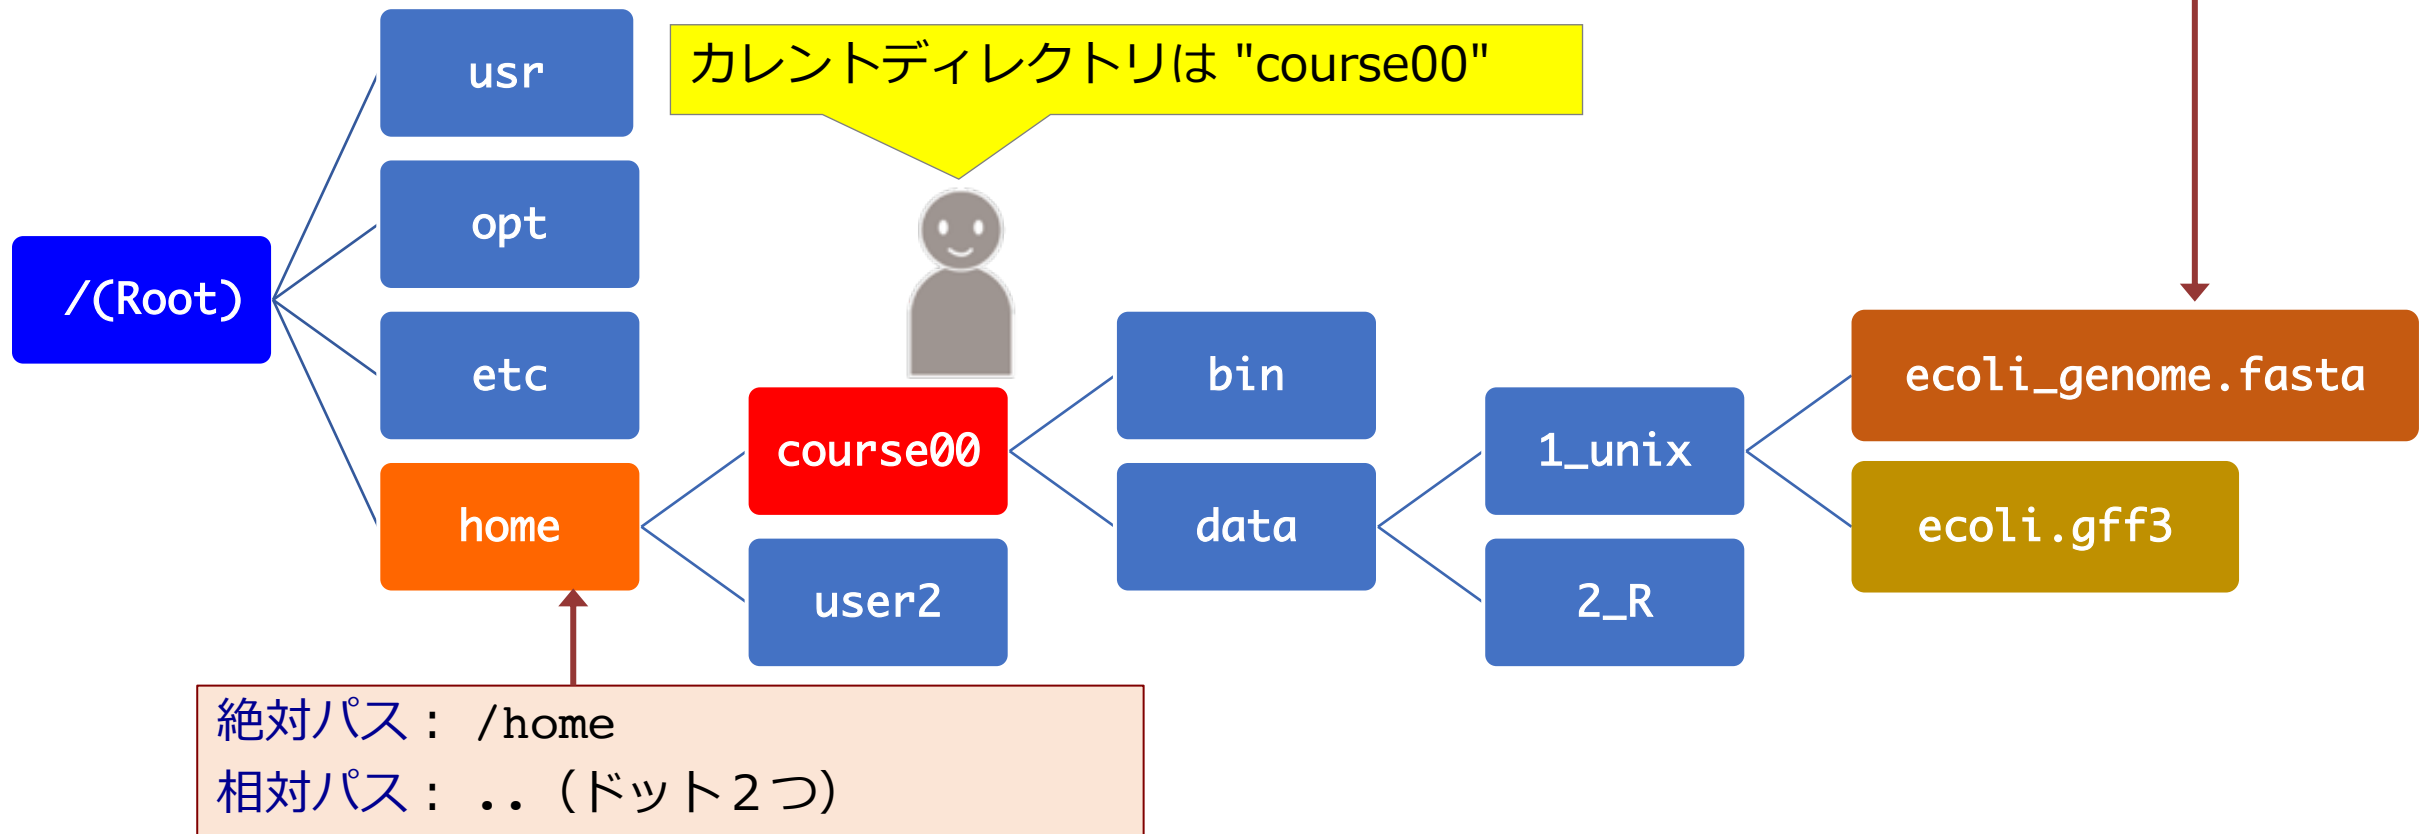 usr
カレントディレクトリは "course00"
opt
/(Root)
etc
bin
ecoli_genome.fasta
course00
1_unix
home
data
ecoli.gff3
user2
2_R
絶対パス： /home
相対パス： ..（ドット２つ）